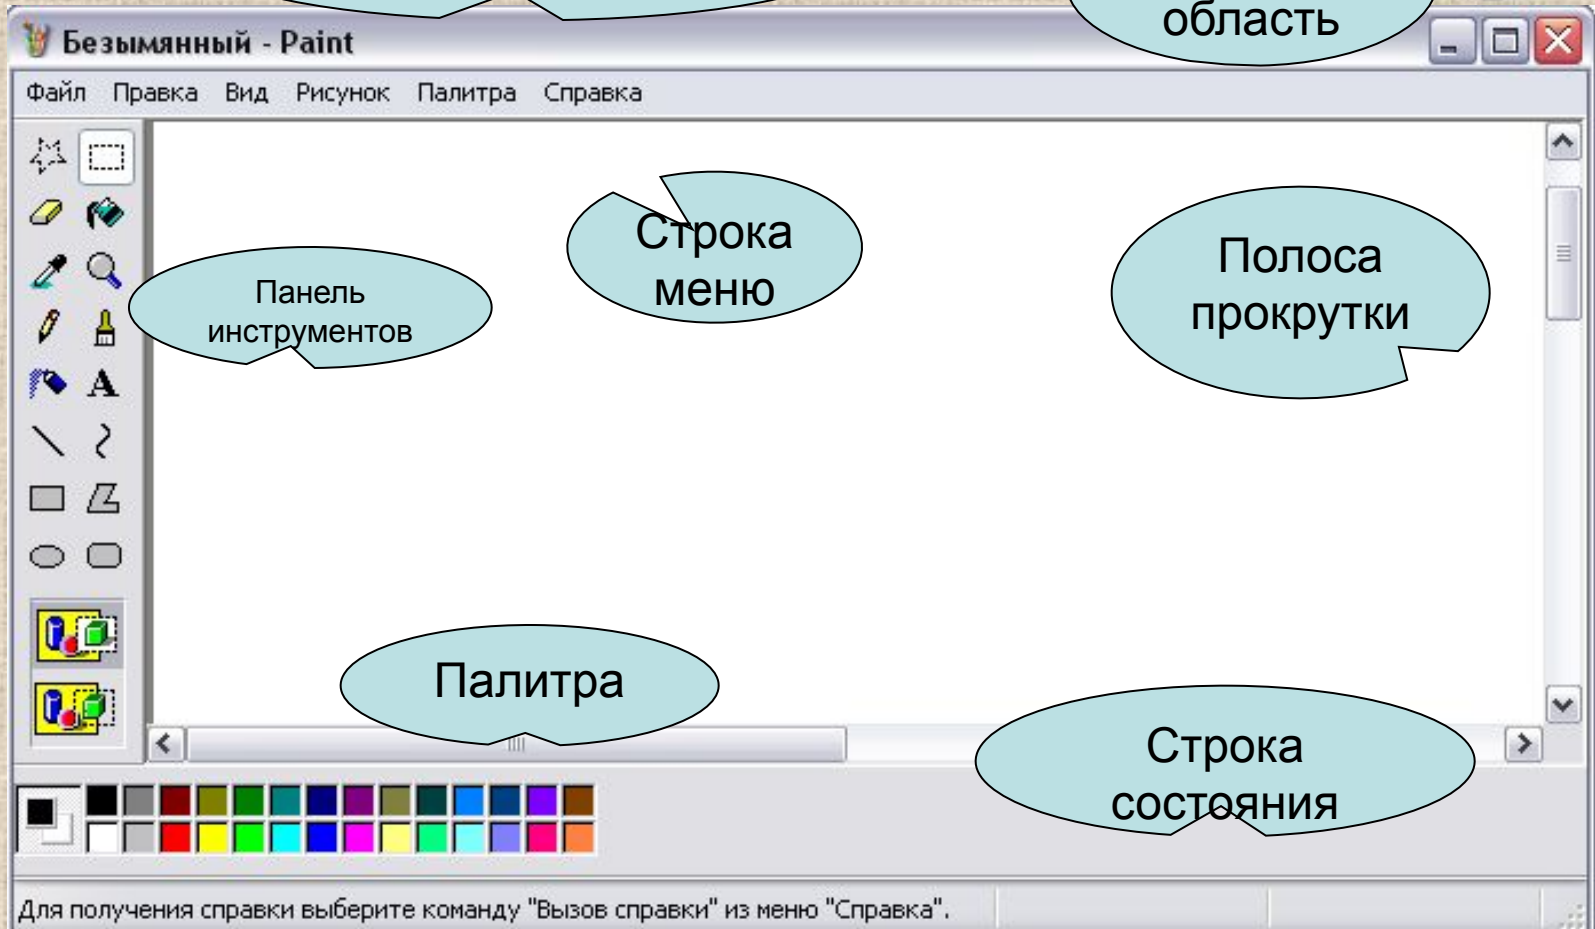 область
Безымянный - Paint
Файл Правка Вид Рисунок Палитра Справка
Строка
меню
Полоса
прокрутки
Панель
инструментов
A
Палитра
Строка
состояния
Для получения справки выберите команду "Вызов справки" из меню "Справка".